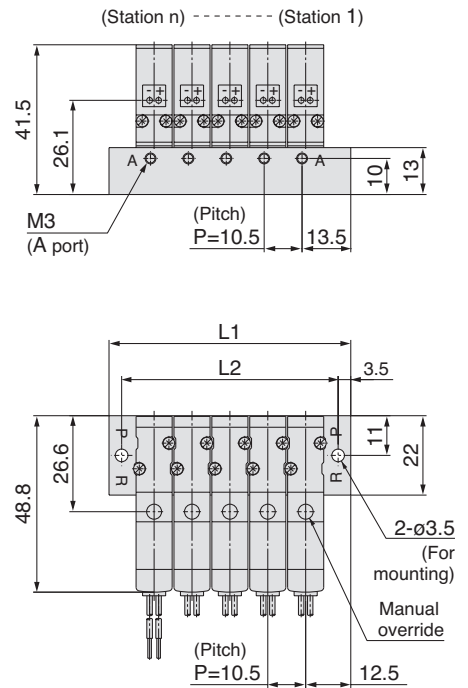 (Station n) --------- (Station 1)
41.5
26.1
- +
- +
- +
- +
- +
A
A
10
13
M3
(A port)
(Pitch)
P=10.5
13.5
L1
L2
3.5
48.8
26.6
P
R
P
R
11
22
2-ø3.5
(For
mounting)
Manual
override
(Pitch)
P=10.5
12.5